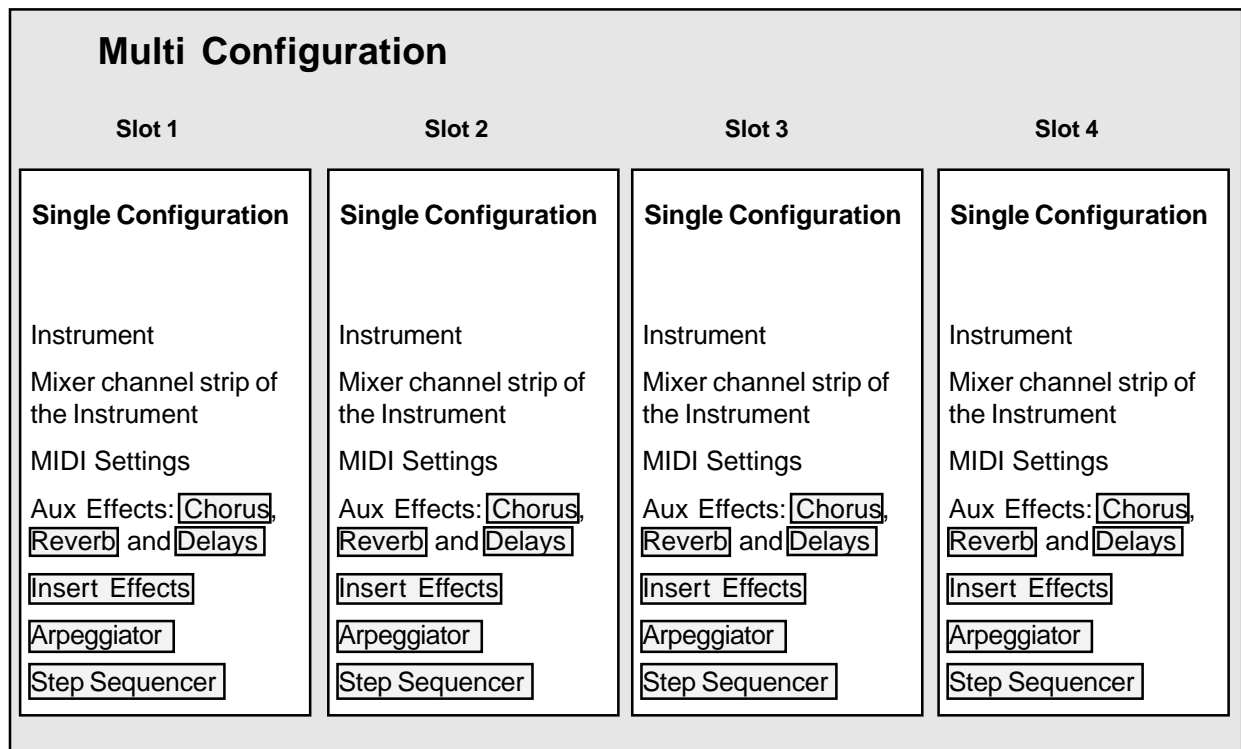 Multi Configuration
Slot 1
Slot 2
Slot 3
Slot 4
Single Configuration
Instrument
Mixer channel strip of
the Instrument
MIDI Settings
Aux Effects: Chorus,
Reverb and Delays
Insert Effects
Arpeggiator
Step Sequencer
Single Configuration
Instrument
Mixer channel strip of
the Instrument
MIDI Settings
Aux Effects: Chorus,
Reverb and Delays
Insert Effects
Arpeggiator
Step Sequencer
Single Configuration
Instrument
Mixer channel strip of
the Instrument
MIDI Settings
Aux Effects: Chorus,
Reverb and Delays
Insert Effects
Arpeggiator
Step Sequencer
Single Configuration
Instrument
Mixer channel strip of
the Instrument
MIDI Settings
Aux Effects: Chorus,
Reverb and Delays
Insert Effects
Arpeggiator
Step Sequencer